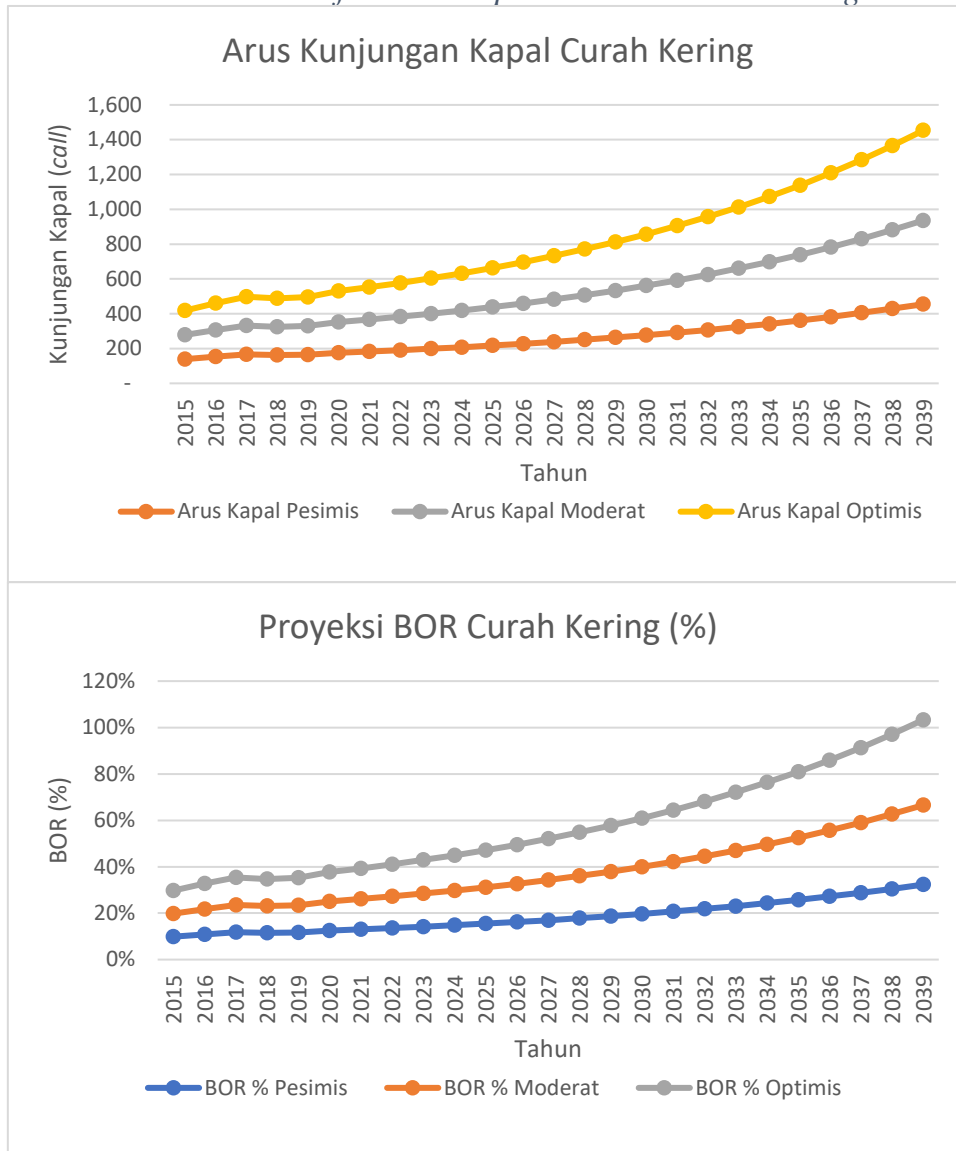 Arus Kunjungan Kapal Curah Kering
Kunjungan Kapal (call)
1,600
1,400
1,200
1,000
800
600
400
200
-
2015 2016 2017 2018 2019 2020 2021 2022 2023 2024 2025 2026 2027 2028 2029 2030 2031 2032 2033 2034 2035 2036 2037 2038 2039
Tahun
Arus Kapal Pesimis Arus Kapal Moderat Arus Kapal Optimis
Proyeksi BOR Curah Kering (%)
BOR (%)
120%
100%
80%
60%
40%
20%
0%
2015 2016 2017 2018 2019 2020 2021 2022 2023 2024 2025 2026 2027 2028 2029 2030 2031 2032 2033 2034 2035 2036 2037 2038 2039
Tahun
BOR % Pesimis BOR % Moderat BOR % Optimis